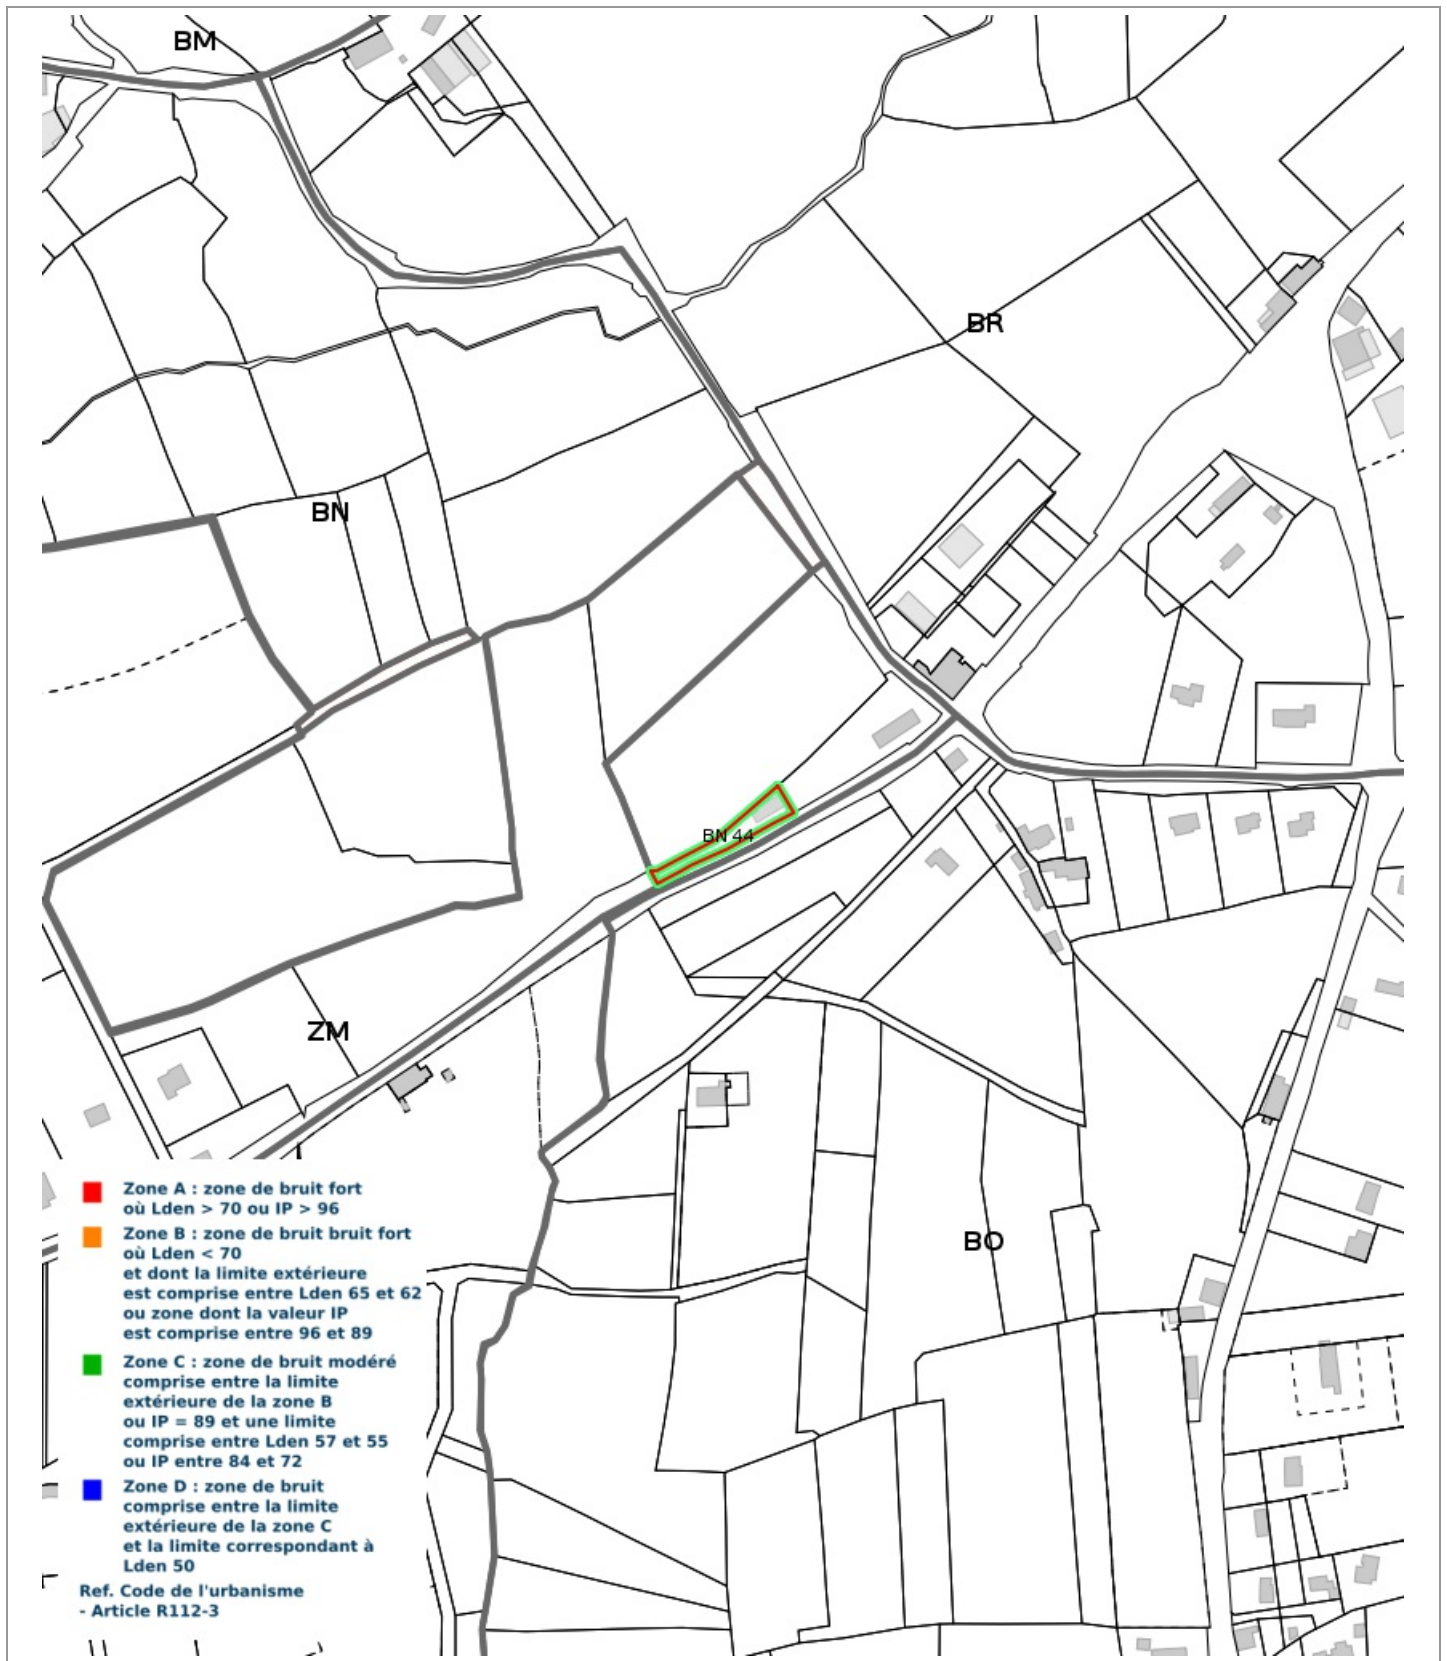 BM
BR
BN
BN 44
ZM
BO
Zone A : zone de bruit fort
où Lden > 70 ou IP > 96
Zone B : zone de bruit bruit fort
où Lden < 70
et dont la limite extérieure
est comprise entre Lden 65 et 62
ou zone dont la valeur IP
est comprise entre 96 et 89
Zone C : zone de bruit modéré
comprise entre la limite
extérieure de la zone B
ou IP = 89 et une limite
comprise entre Lden 57 et 55
ou IP entre 84 et 72
Zone D : zone de bruit
comprise entre la limite
extérieure de la zone C
et la limite correspondant à
Lden 50
Ref. Code de l'urbanisme
- Article R112-3